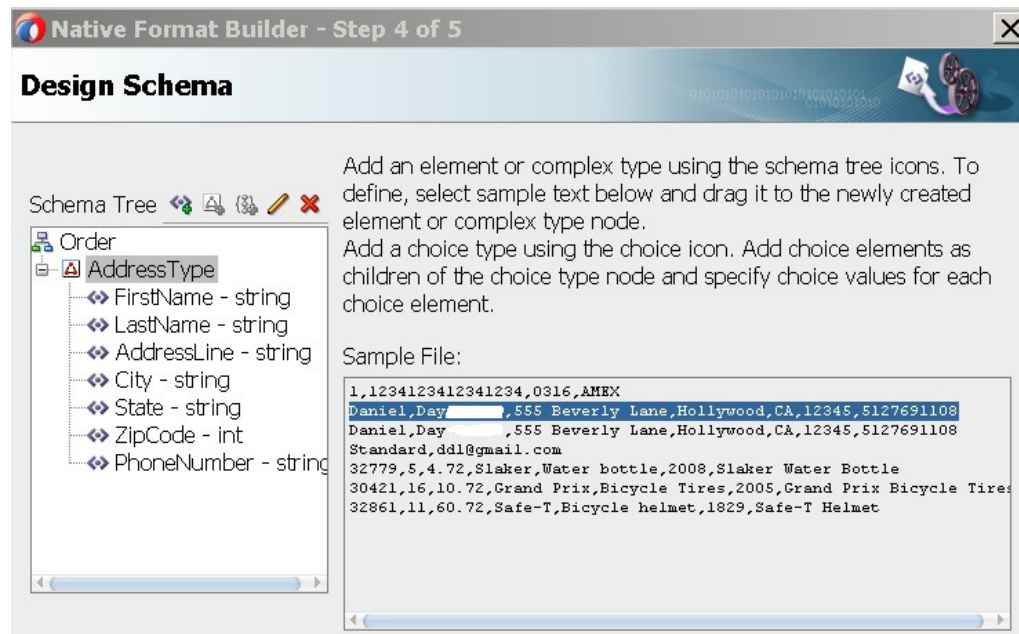 Native Format Builder - Step 4 of 5
Design Schema
Add an element or complex type using the schema tree icons. To
define, select sample text below and drag it to the newly created
element or complex type node.
Add a choice type using the choice icon. Add choice elements as
children of the choice type node and specify choice values for each
choice element.
Schema Tree
Order
AddressType
FirstName - string
LastName - string
AddressLine - string
City - string
State - string
ZipCode - int
PhoneNumber - string
Sample File:
1,1234123412341234,0316,AMEX
Daniel,Day ,555 Beverly Lane,Hollywood,CA,12345,5127691108
Daniel,Day ,555 Beverly Lane,Hollywood,CA,12345,5127691108
Standard,ddl@gmail.com
32779,5,4.72,Slaker,Water bottle,2008,Slaker Water Bottle
30421,16,10.72,Grand Prix,Bicycle Tires,2005,Grand Prix Bicycle Tires
32861,11,60.72,Safe-T,Bicycle helmet,1829,Safe-T Helmet